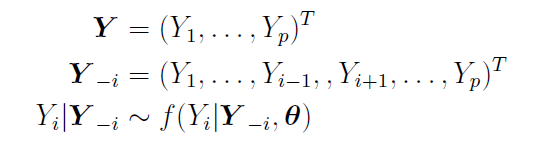 Y = (Y₁, . . . , Yₚ)ᵀ
Y₋ᵢ = (Y₁, . . . , Yᵢ₋₁, , Yᵢ₊₁, . . . , Yₚ)ᵀ
Yᵢ|Y₋ᵢ ∼ f(Yᵢ|Y₋ᵢ, θ)